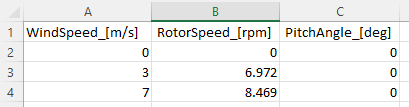 A B C
1 WindSpeed_[m/s] RotorSpeed_[rpm] PitchAngle_[deg]
2 0 0 0
3 3 6.972 0
4 7 8.469 0